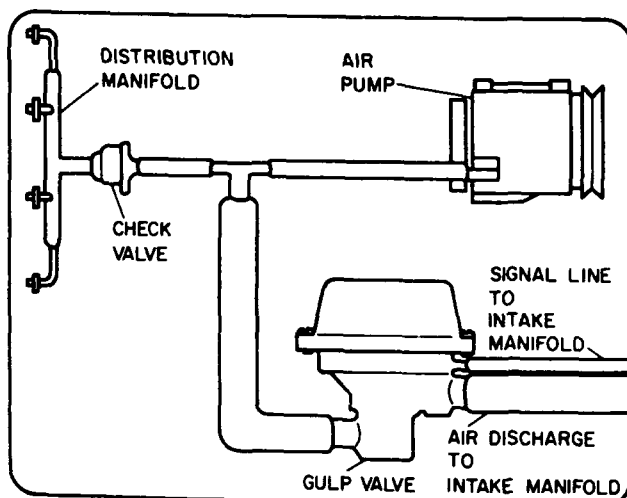 DISTRIBUTION
MANIFOLD
AIR
PUMP
CHECK
VALVE
SIGNAL LINE
TO
INTAKE
MANIFOLD
GULP VALVE
AIR DISCHARGE
TO
INTAKE MANIFOLD